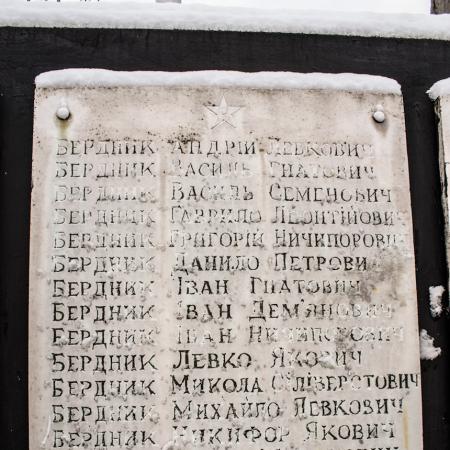 БЕРДНИК АНДРІЙ ЛЕВКОВИЧ
БЕРДНИК ВАСИЛЬ ГНАТОВИЧ
БЕРДНИК ВАСИЛЬ СЕМЕНОВИЧ
БЕРДНИК ГАВРИЛО ЛЕОНТІЙОВИЧ
БЕРДНИК ГРИГОРІЙ НИЧИПОРОВИЧ
БЕРДНИК ДАНИЛО ПЕТРОВИ
БЕРДНИК ІВАН ГНАТОВИЧ
БЕРДНИК ІВАН ДЕМ'ЯНОВИЧ
БЕРДНИК ІВАН НИЧИПОРОВИЧ
БЕРДНИК ЛЕВКО ЯКОВИЧ
БЕРДНИК МИКОЛА СІЛІВЕРСТОВИЧ
БЕРДНИК МИХАЙЛО ЛЕВКОВИЧ
БЕРДНИК НИКИФОР ЯКОВИЧ